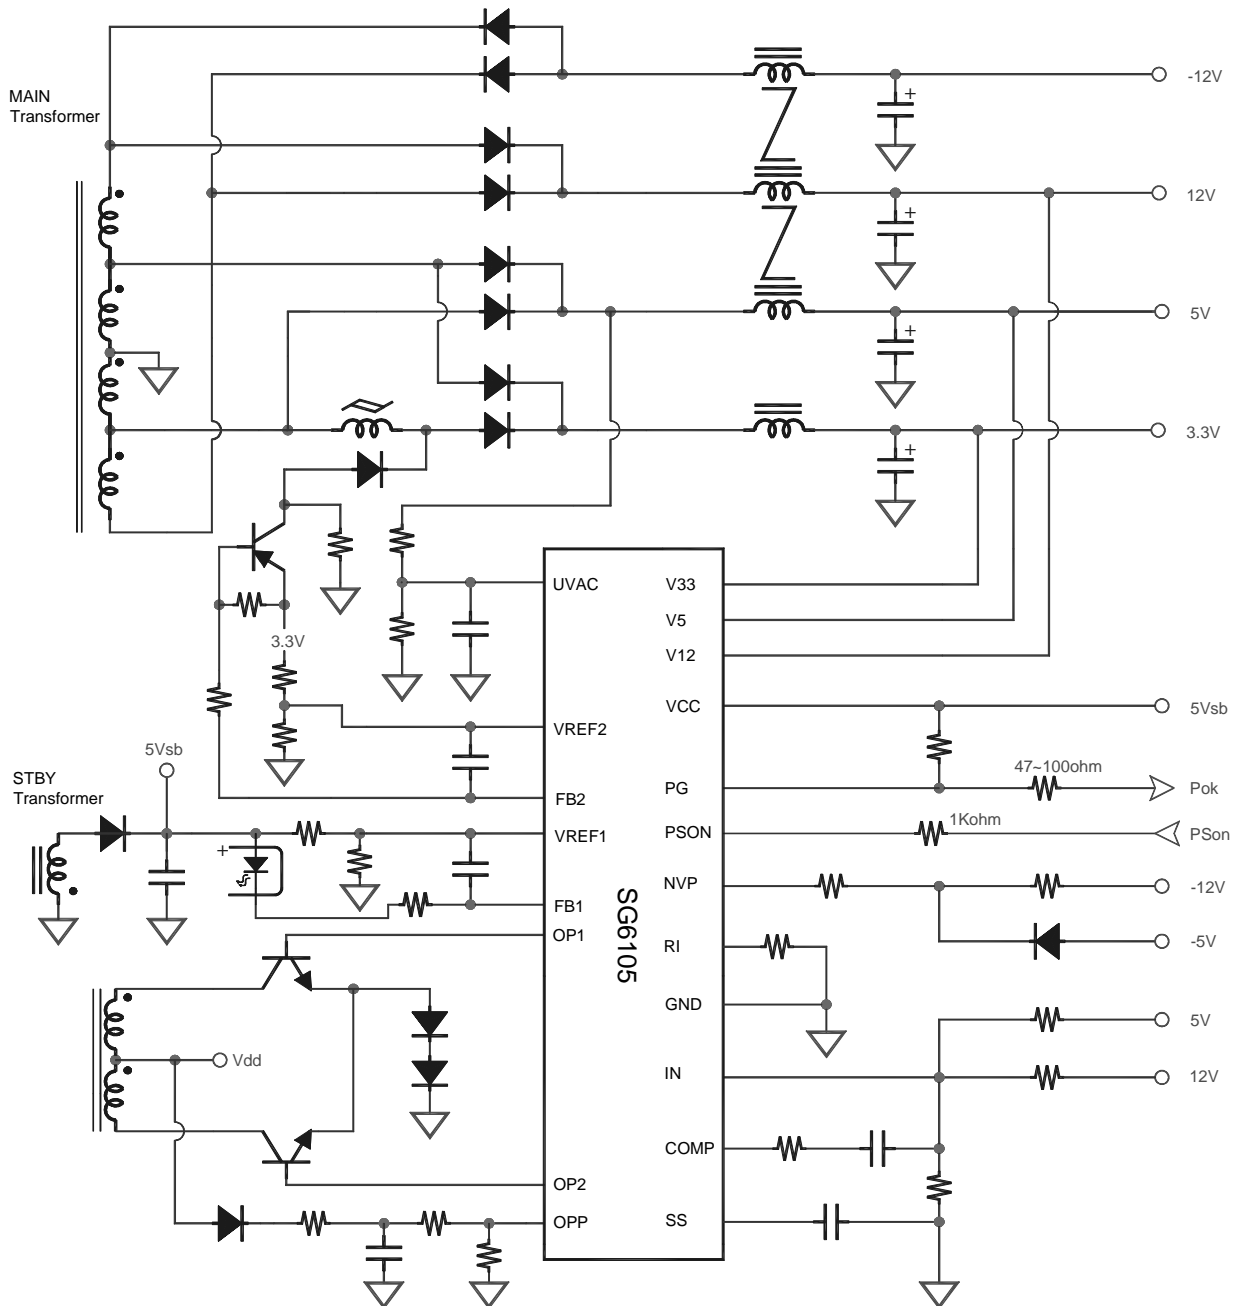 -12V
MAIN
Transformer
12V
5V
3.3V
UVAC
V33
V5
3.3V
V12
VCC
5Vsb
VREF2
5Vsb
47~100ohm
STBY
Transformer
PG
Pok
FB2
1Kohm
+
VREF1
PSON
PSon
NVP
-12V
FB1
SG6105
OP1
RI
-5V
GND
5V
Vdd
IN
12V
COMP
OP2
OPP
SS
+
+
+
+